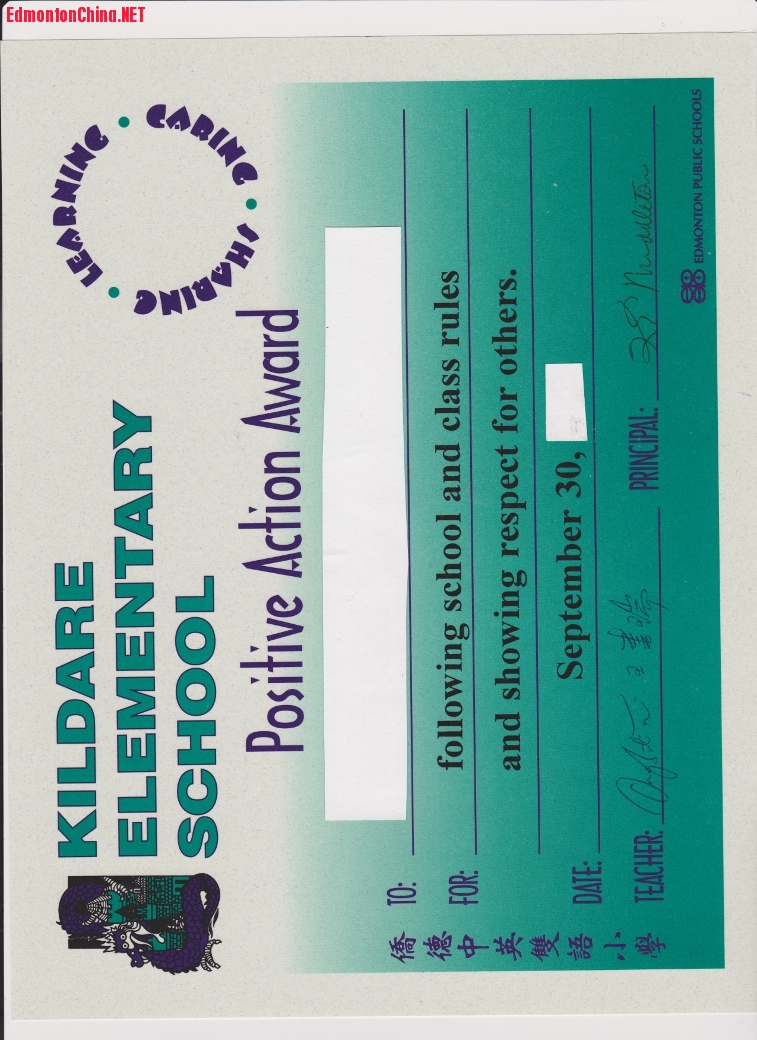 EdmontonChina.NET
KILDARE
ELEMENTARY
SCHOOL
LEARNING • CARING • SHARING • SHARING •
Positive Action Award
TO:
FOR: following school and class rules
and showing respect for others.
DATE: September 30,
TEACHER:
PRINCIPAL: Middleton
僑德中英雙語小學
EDMONTON PUBLIC SCHOOLS